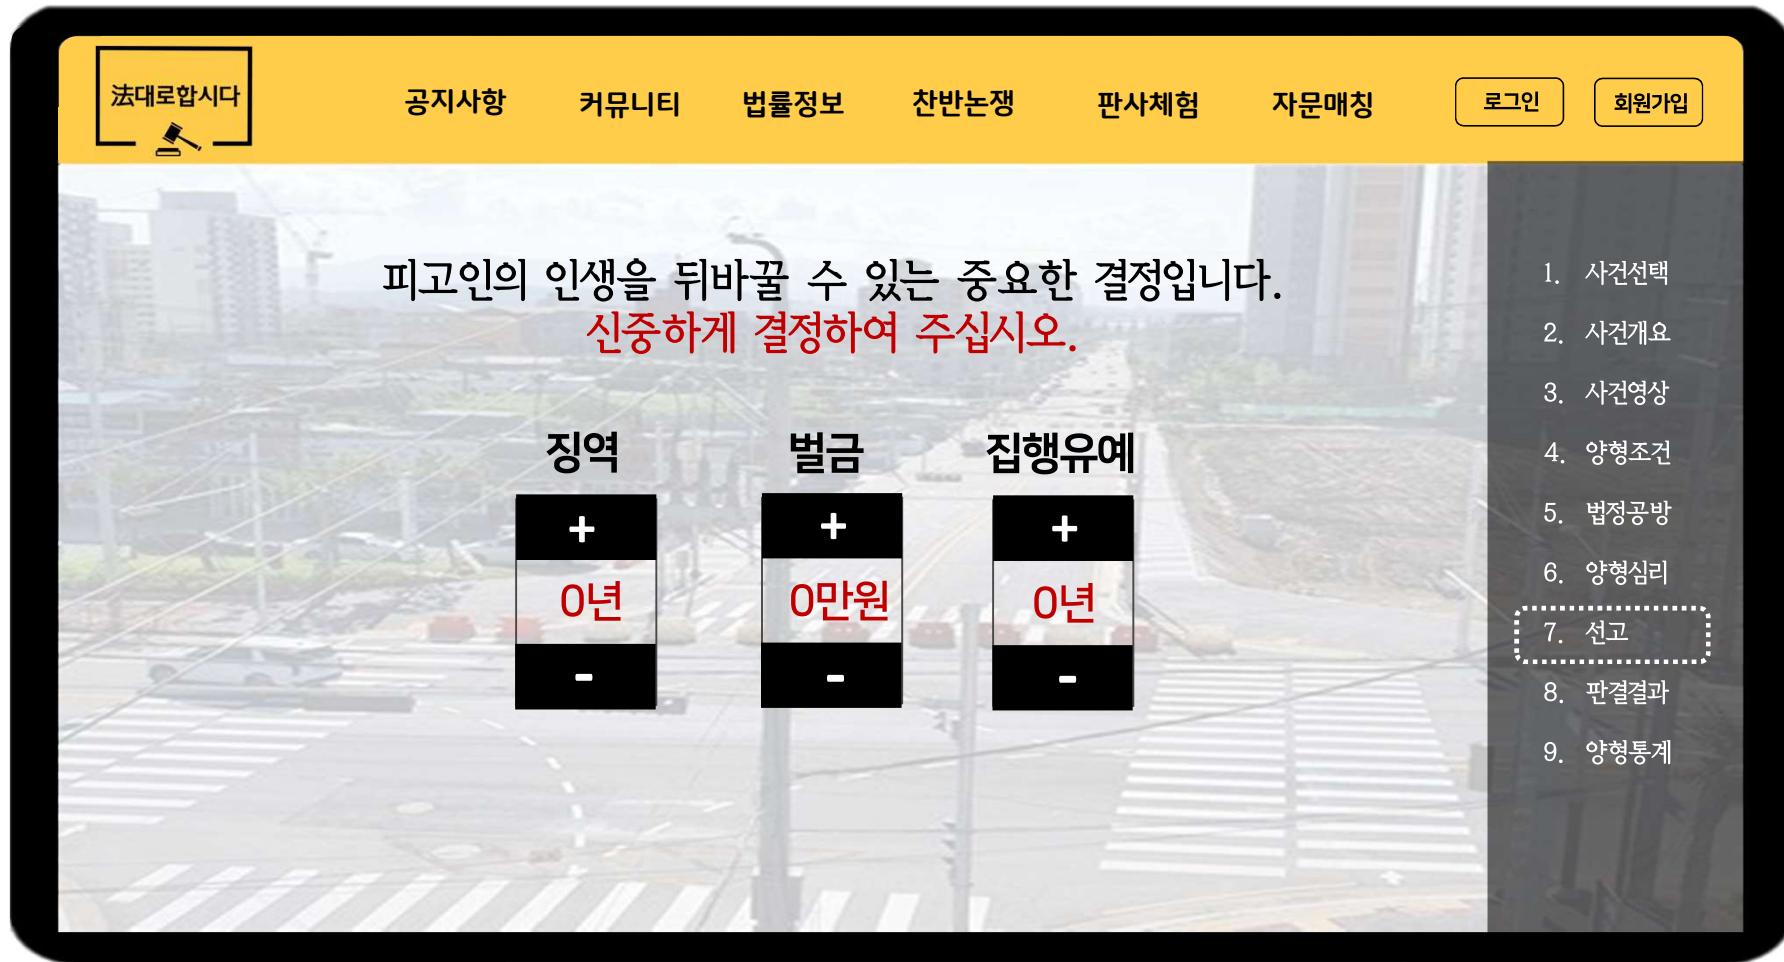 法대로합시다
공지사항 커뮤니티 법률정보 찬반논쟁 판사체험 자문매칭 로그인 회원가입
피고인의 인생을 뒤바꿀 수 있는 중요한 결정입니다.
신중하게 결정하여 주십시오.
징역 벌금 집행유예
+ + +
0년 0만원 0년
- - -
1. 사건선택
2. 사건개요
3. 사건영상
4. 양형조건
5. 법정공방
6. 양형심리
7. 선고
8. 판결결과
9. 양형통계